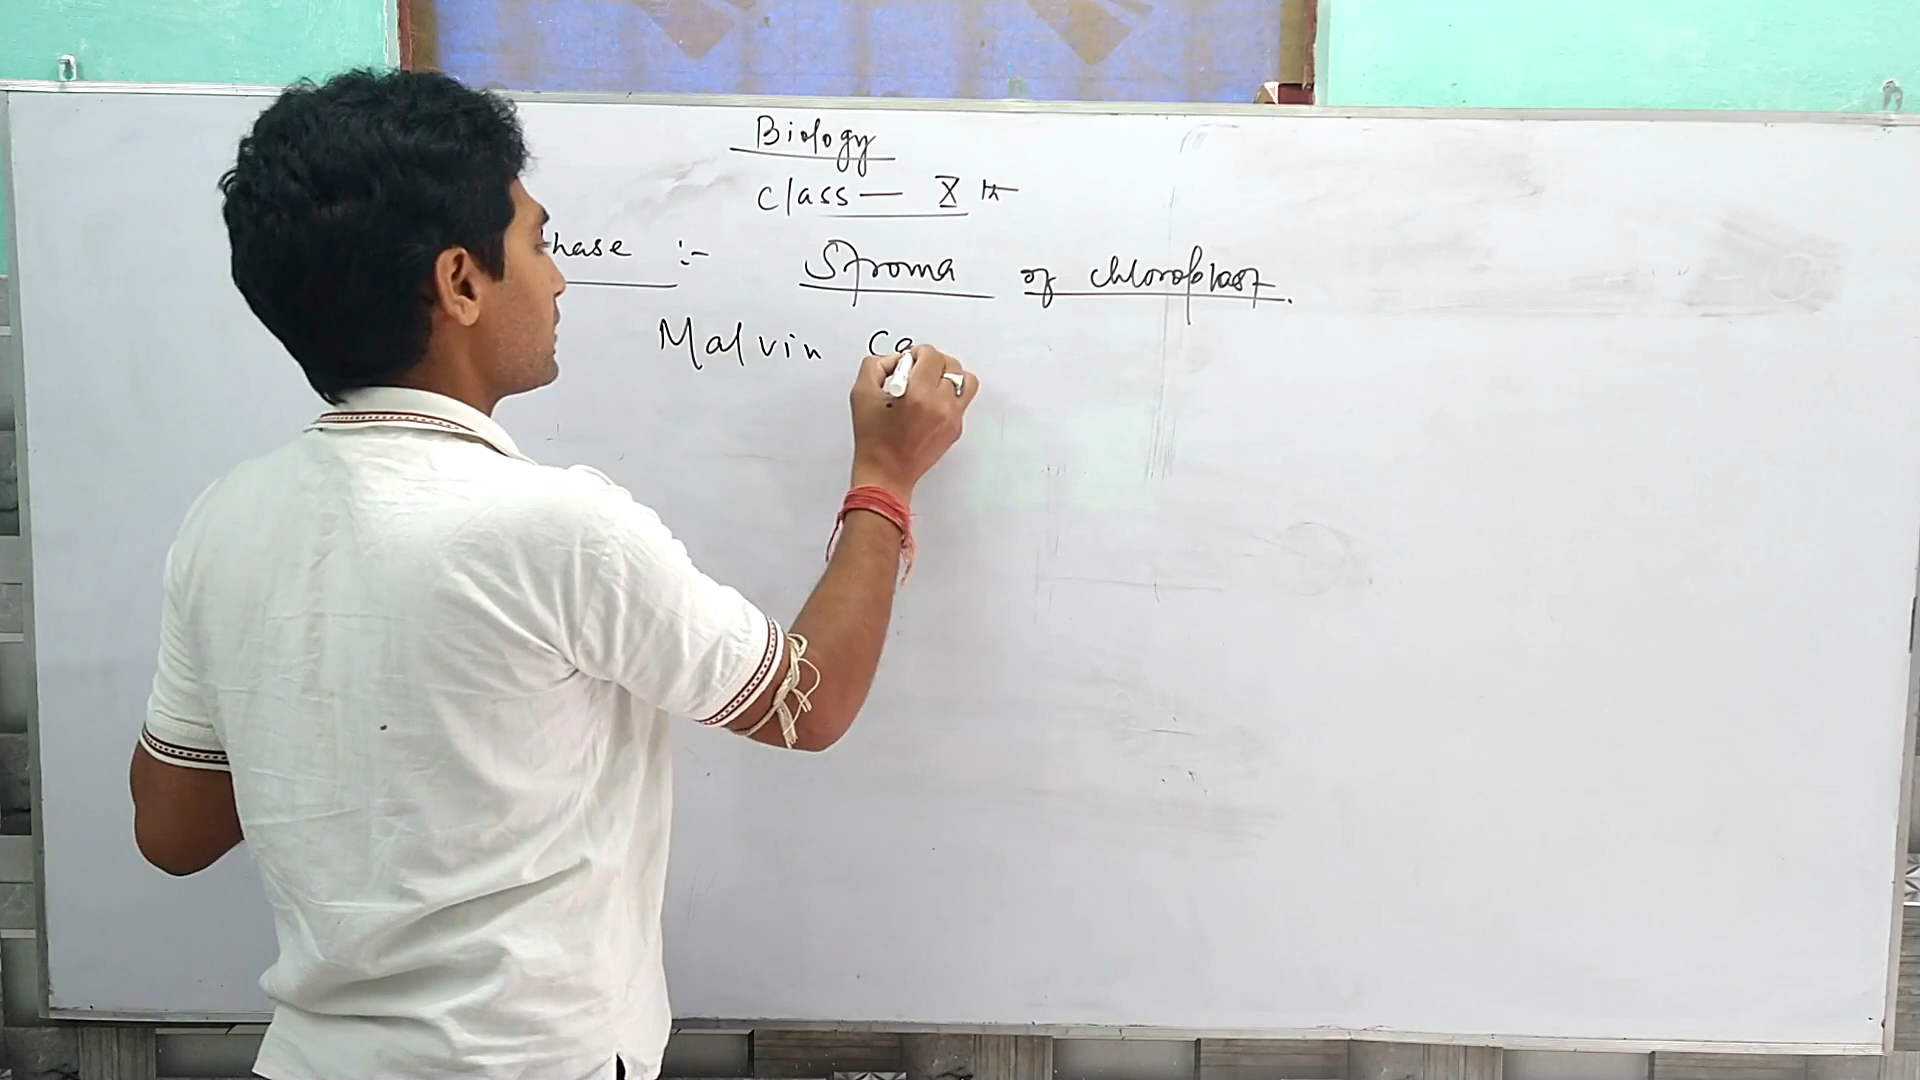 Biology
class — X th
hase :- Stroma of chloroplast.
Malvin Ca